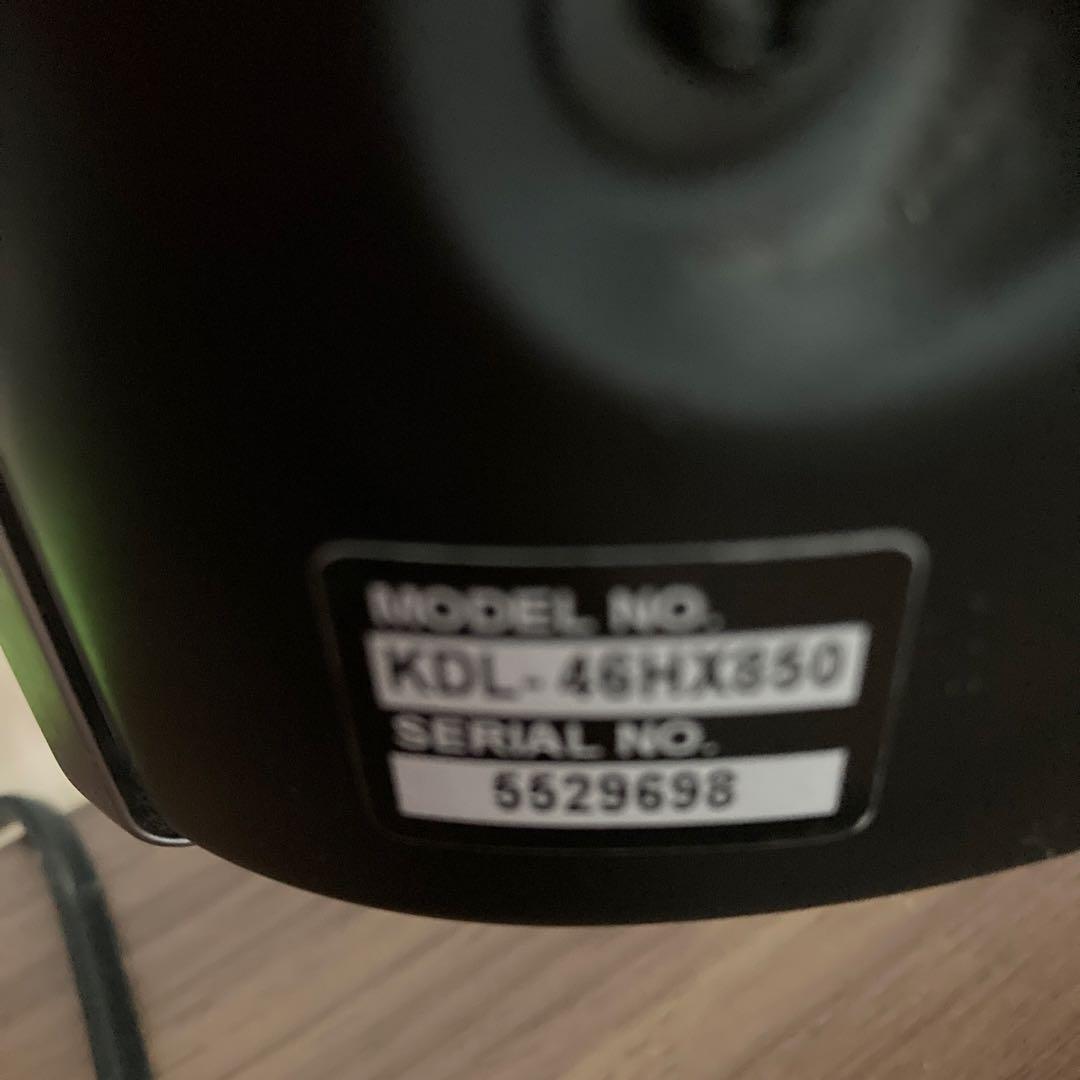 MODEL NO.
KDL-46HX850
SERIAL NO.
5529698